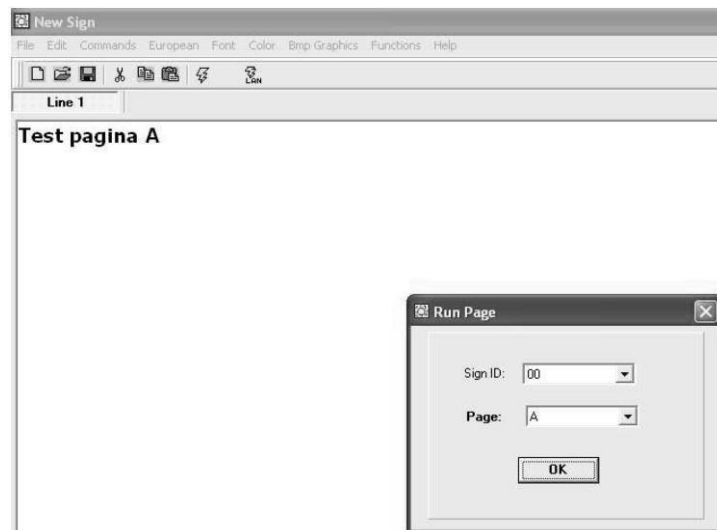 New Sign
File Edit Commands European Font Color Bmp Graphics Functions Help
LAN
Line 1
Test pagina A
Run Page
Sign ID: 00
Page: A
OK